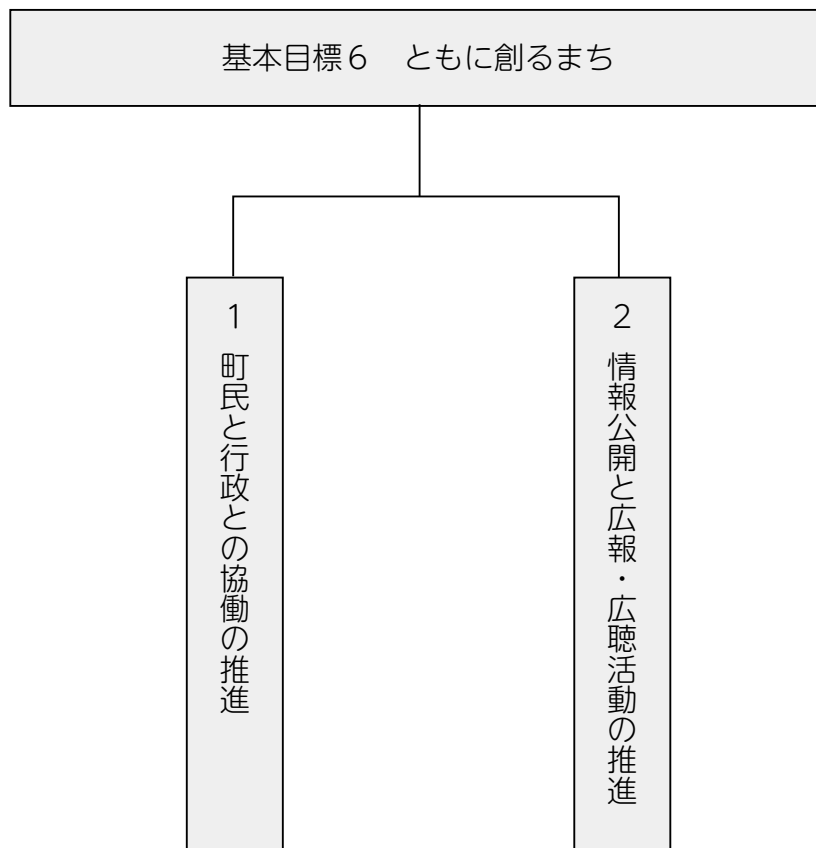 基本目標６　ともに創るまち
１　町民と行政との協働の推進
２　情報公開と広報・広聴活動の推進